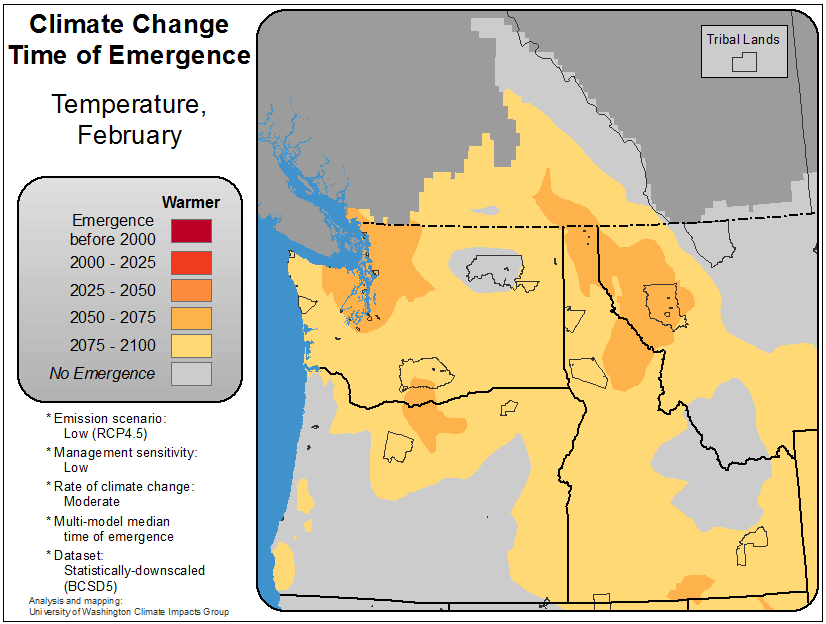 Climate Change
Time of Emergence
Temperature,
February
Warmer
Emergence
before 2000
2000 - 2025
2025 - 2050
2050 - 2075
2075 - 2100
No Emergence
* Emission scenario:
Low (RCP4.5)
* Management sensitivity:
Low
* Rate of climate change:
Moderate
* Multi-model median
time of emergence
* Dataset:
Statistically-downscaled
(BCSD5)
Analysis and mapping:
University of Washington Climate Impacts Group
Tribal Lands